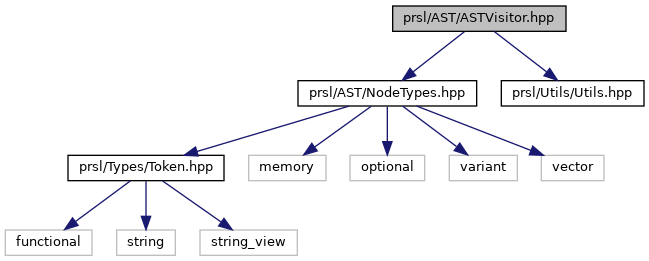 prsl/AST/ASTVisitor.hpp
prsl/AST/NodeTypes.hpp
prsl/Utils/Utils.hpp
prsl/Types/Token.hpp
memory
optional
variant
vector
functional
string
string_view